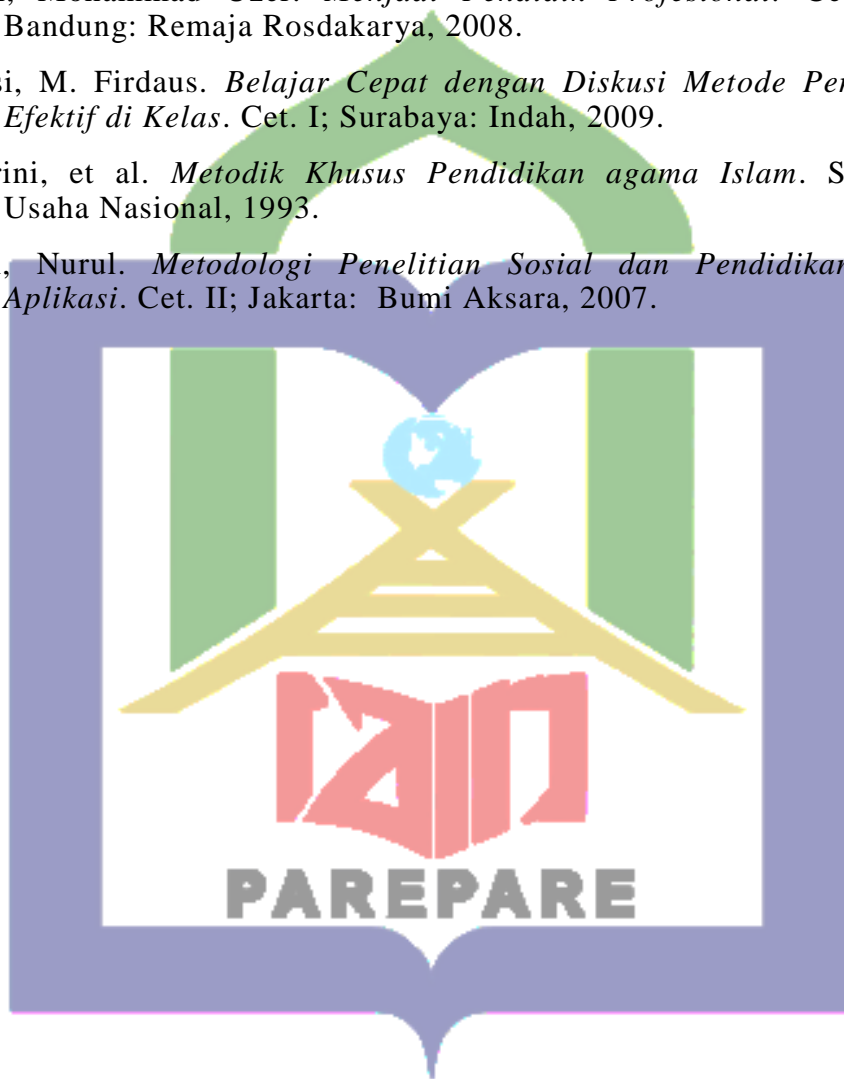 Bandung: Remaja Rosdakarya, 2008.
si, M. Firdaus. Belajar Cepat dengan Diskusi Metode Per
Efektif di Kelas. Cet. I; Surabaya: Indah, 2009.
rini, et al. Metodik Khusus Pendidikan agama Islam. S
Usaha Nasional, 1993.
, Nurul. Metodologi Penelitian Sosial dan Pendidikan
Aplikasi. Cet. II; Jakarta: Bumi Aksara, 2007.
iain
PAREPARE